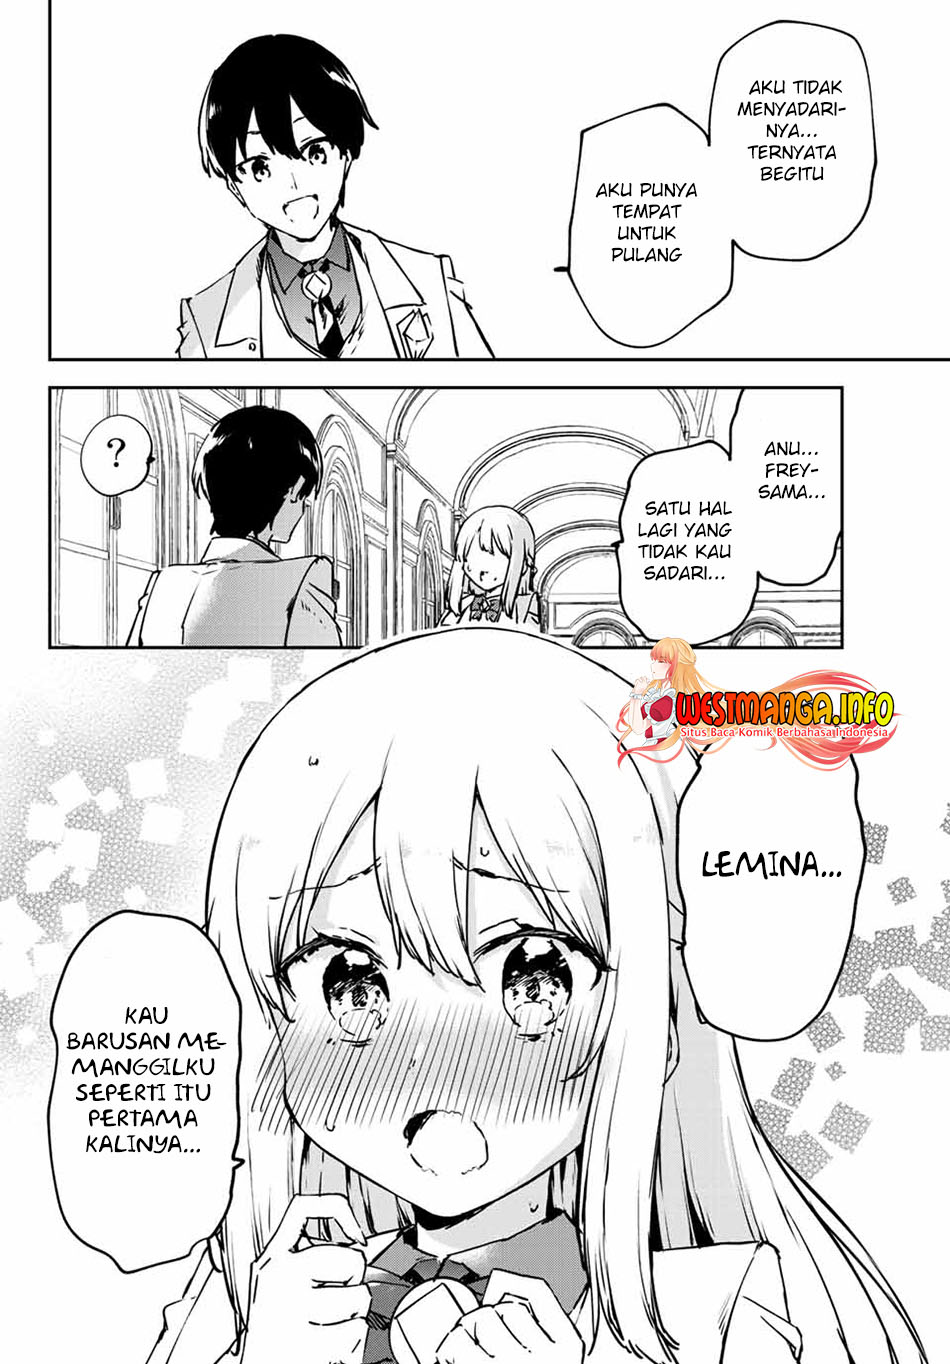 AKU TIDAK
MENYADARI-
NYA...
TERNYATA
BEGITU
AKU PUNYA
TEMPAT
UNTUK
PULANG
?
ANU...
FREY-
SAMA...
SATU HAL
LAGI YANG
TIDAK KAU
SADARI...
WESTMANGA.INFO
Situs Baca Komik Berbahasa Indonesia
LEMINA...
KAU
BARUSAN ME-
MANGGILKU
SEPERTI ITU
PERTAMA
KALINYA...